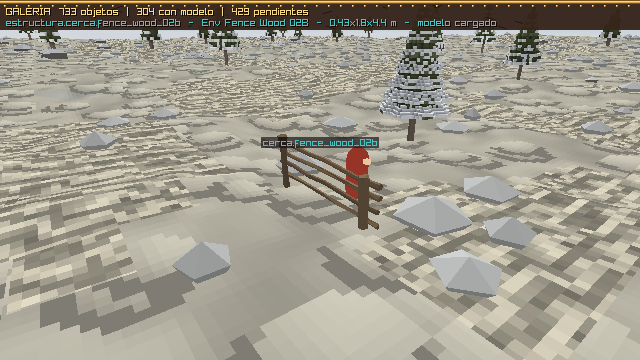 GALERÍA 733 objetos | 304 con modelo | 429 pendientes
estructura.cerca.fence_wood_02b - Env Fence Wood 02B - 0.43x1.8x4.4 m - modelo cargado
cerca.fence_wood_02b